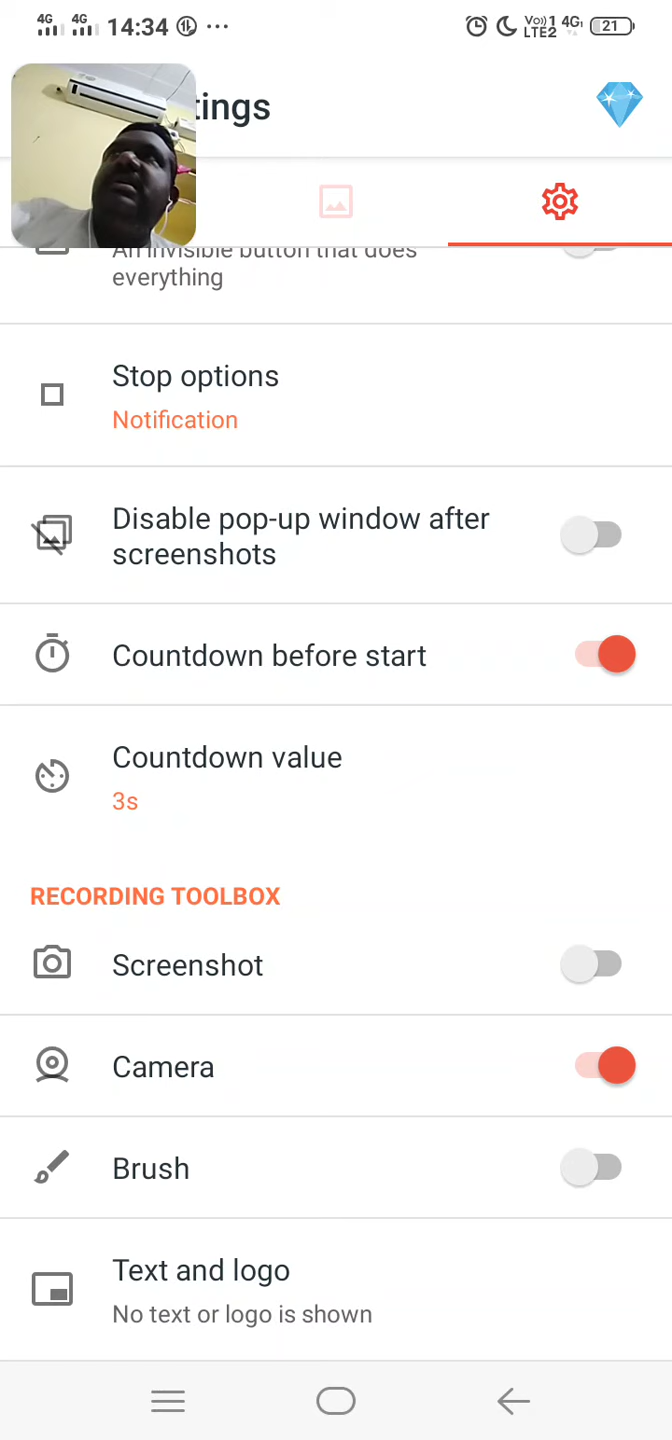 4G 4G 14:34 ... Vo)) 1 LTE2 4G 21
tings
An invisible button that does
everything
Stop options
Notification
Disable pop-up window after
screenshots
Countdown before start
Countdown value
3s
RECORDING TOOLBOX
Screenshot
Camera
Brush
Text and logo
No text or logo is shown